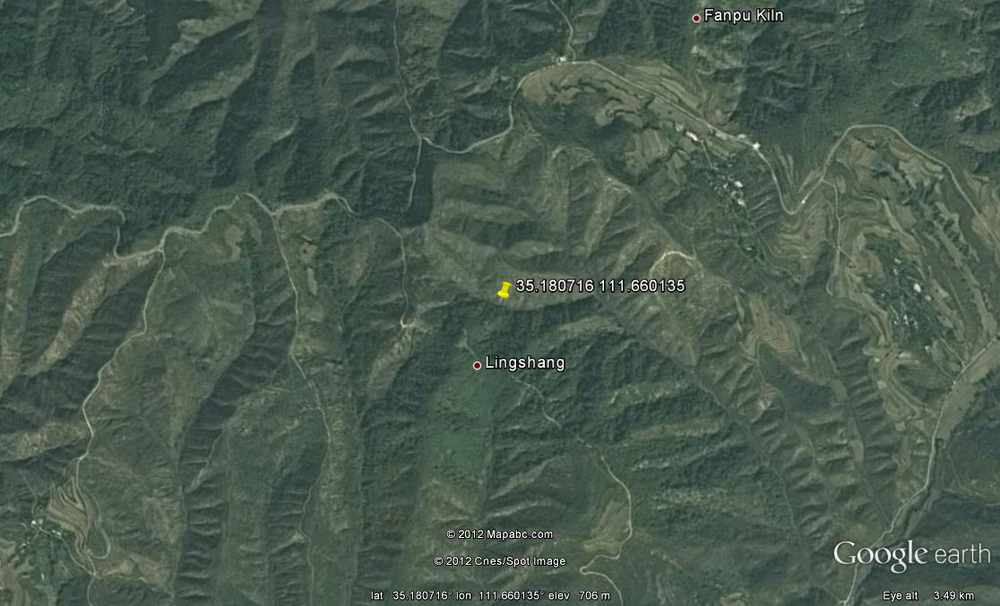 Fanpu Kiln
35.180716 111.660135
Lingshang
© 2012 Mapabc.com
© 2012 Cnes/Spot Image
Google earth
lat 35.180716° lon 111.660135° elev 706 m
Eye alt 3.49 km